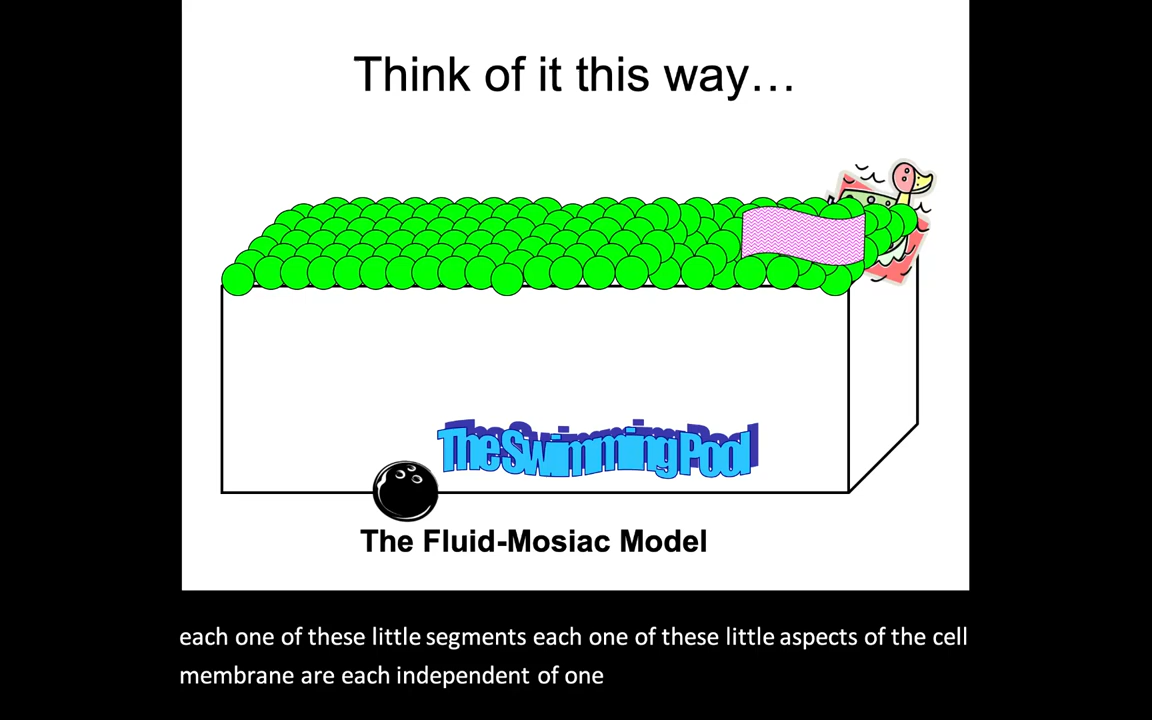 Think of it this way…
The Swimming Pool
The Fluid-Mosiac Model
each one of these little segments each one of these little aspects of the cell
membrane are each independent of one